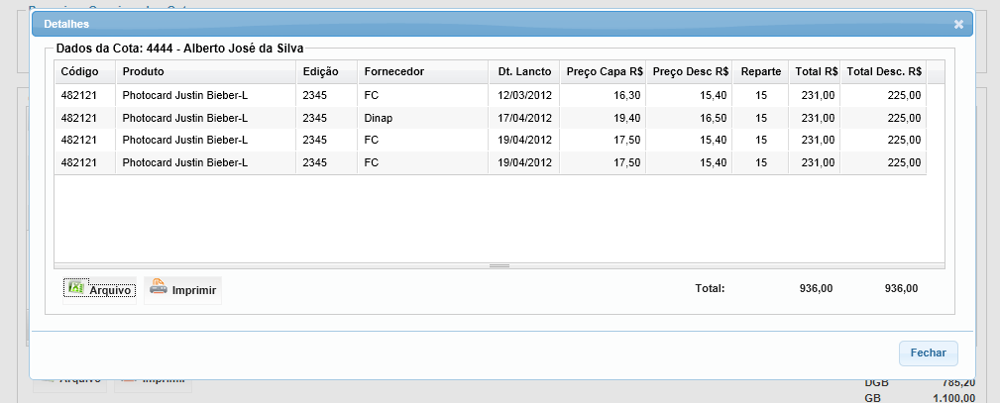 Detalhes
Dados da Cota: 4444 - Alberto José da Silva
Código Produto Edição Fornecedor Dt. Lancto Preço Capa R$ Preço Desc R$ Reparte Total R$ Total Desc. R$
482121 Photocard Justin Bieber-L 2345 FC 12/03/2012 16,30 15,40 15 231,00 225,00
482121 Photocard Justin Bieber-L 2345 Dinap 17/04/2012 19,40 16,50 15 231,00 225,00
482121 Photocard Justin Bieber-L 2345 FC 19/04/2012 17,50 15,40 15 231,00 225,00
482121 Photocard Justin Bieber-L 2345 FC 19/04/2012 17,50 15,40 15 231,00 225,00
Arquivo Imprimir Total: 936,00 936,00
Fechar
Arquivo Imprimir DGB 785,20
GB 1.100,00